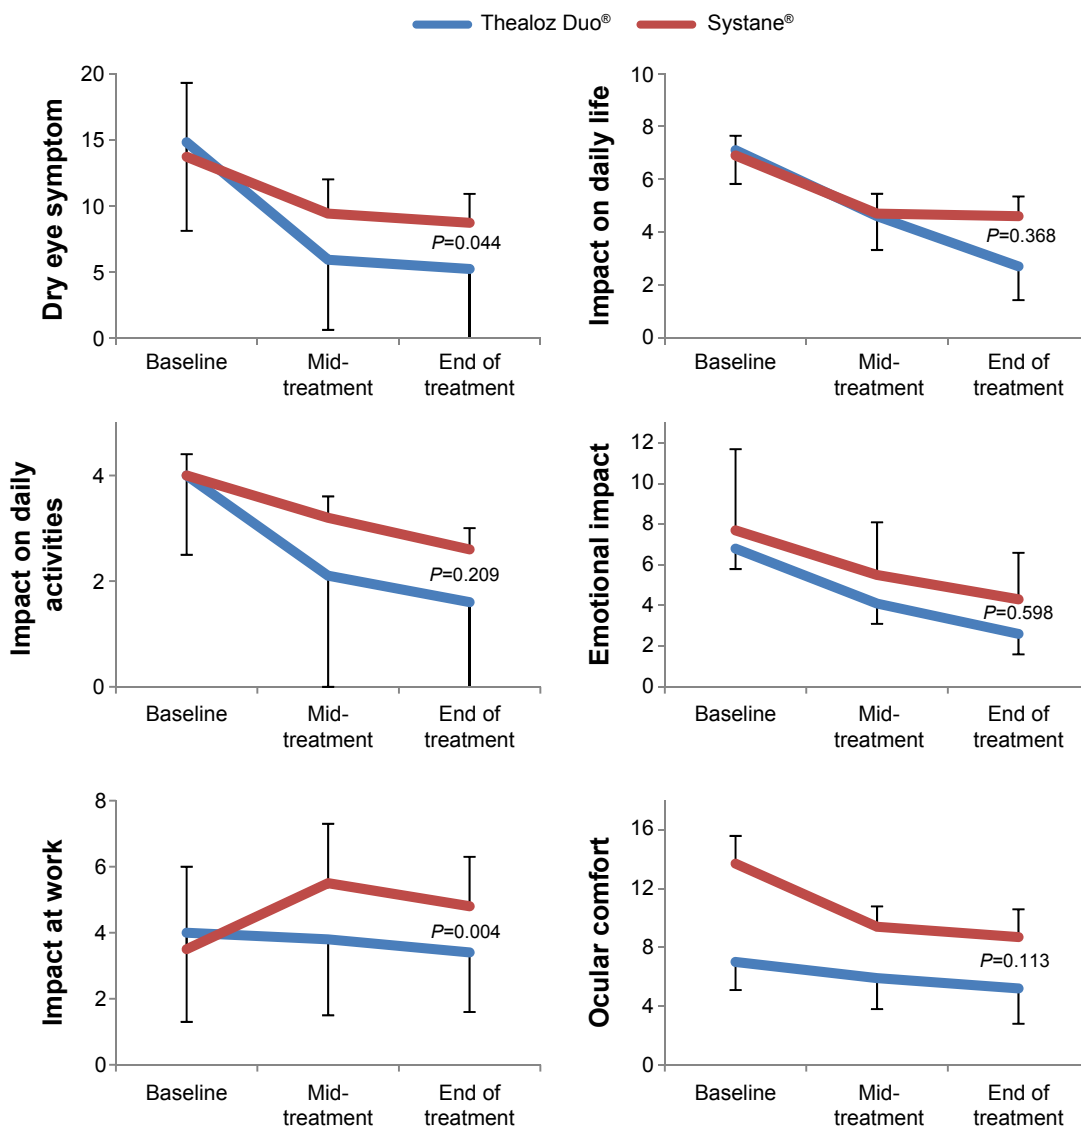 Thealoz Duo® Systane®
Dry eye symptom
20
15
10
5
0
P=0.044
Baseline Mid- End of
treatment treatment
Impact on daily life
10
8
6
4
2
0
P=0.368
Baseline Mid- End of
treatment treatment
Impact on daily
activities
4
2
0
P=0.209
Baseline Mid- End of
treatment treatment
Emotional impact
12
10
8
6
4
2
0
P=0.598
Baseline Mid- End of
treatment treatment
Impact at work
8
6
4
2
0
P=0.004
Baseline Mid- End of
treatment treatment
Ocular comfort
16
12
8
4
0
P=0.113
Baseline Mid- End of
treatment treatment